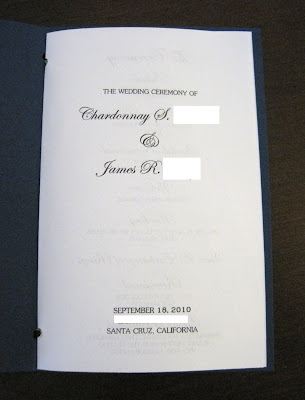 THE WEDDING CEREMONY OF
Chardonnay S.
&
James R.
SEPTEMBER 18, 2010
SANTA CRUZ, CALIFORNIA